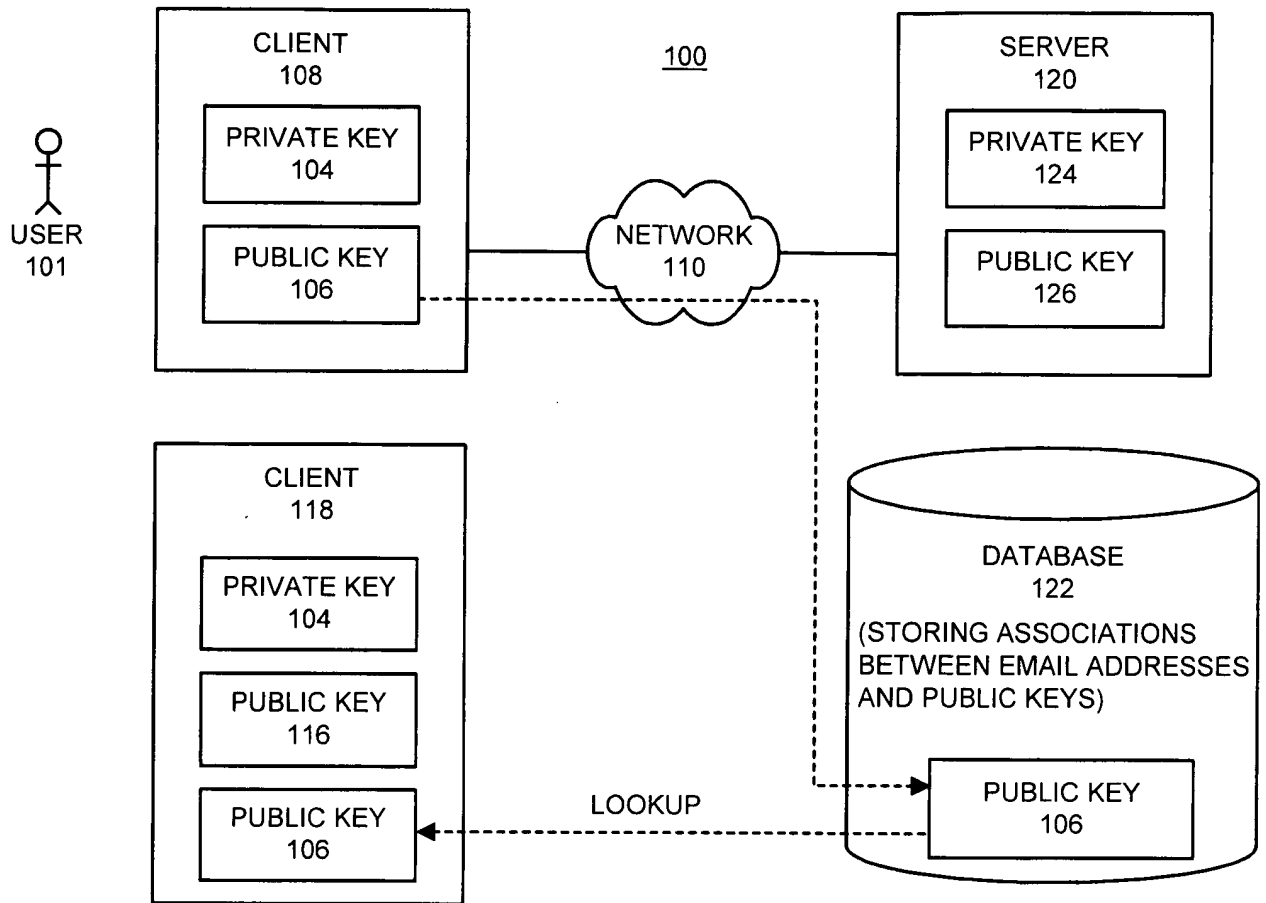 CLIENT
108
PRIVATE KEY
104
PUBLIC KEY
106
USER
101
100
NETWORK
110
SERVER
120
PRIVATE KEY
124
PUBLIC KEY
126
CLIENT
118
PRIVATE KEY
104
PUBLIC KEY
116
PUBLIC KEY
106
LOOKUP
DATABASE
122
(STORING ASSOCIATIONS
BETWEEN EMAIL ADDRESSES
AND PUBLIC KEYS)
PUBLIC KEY
106